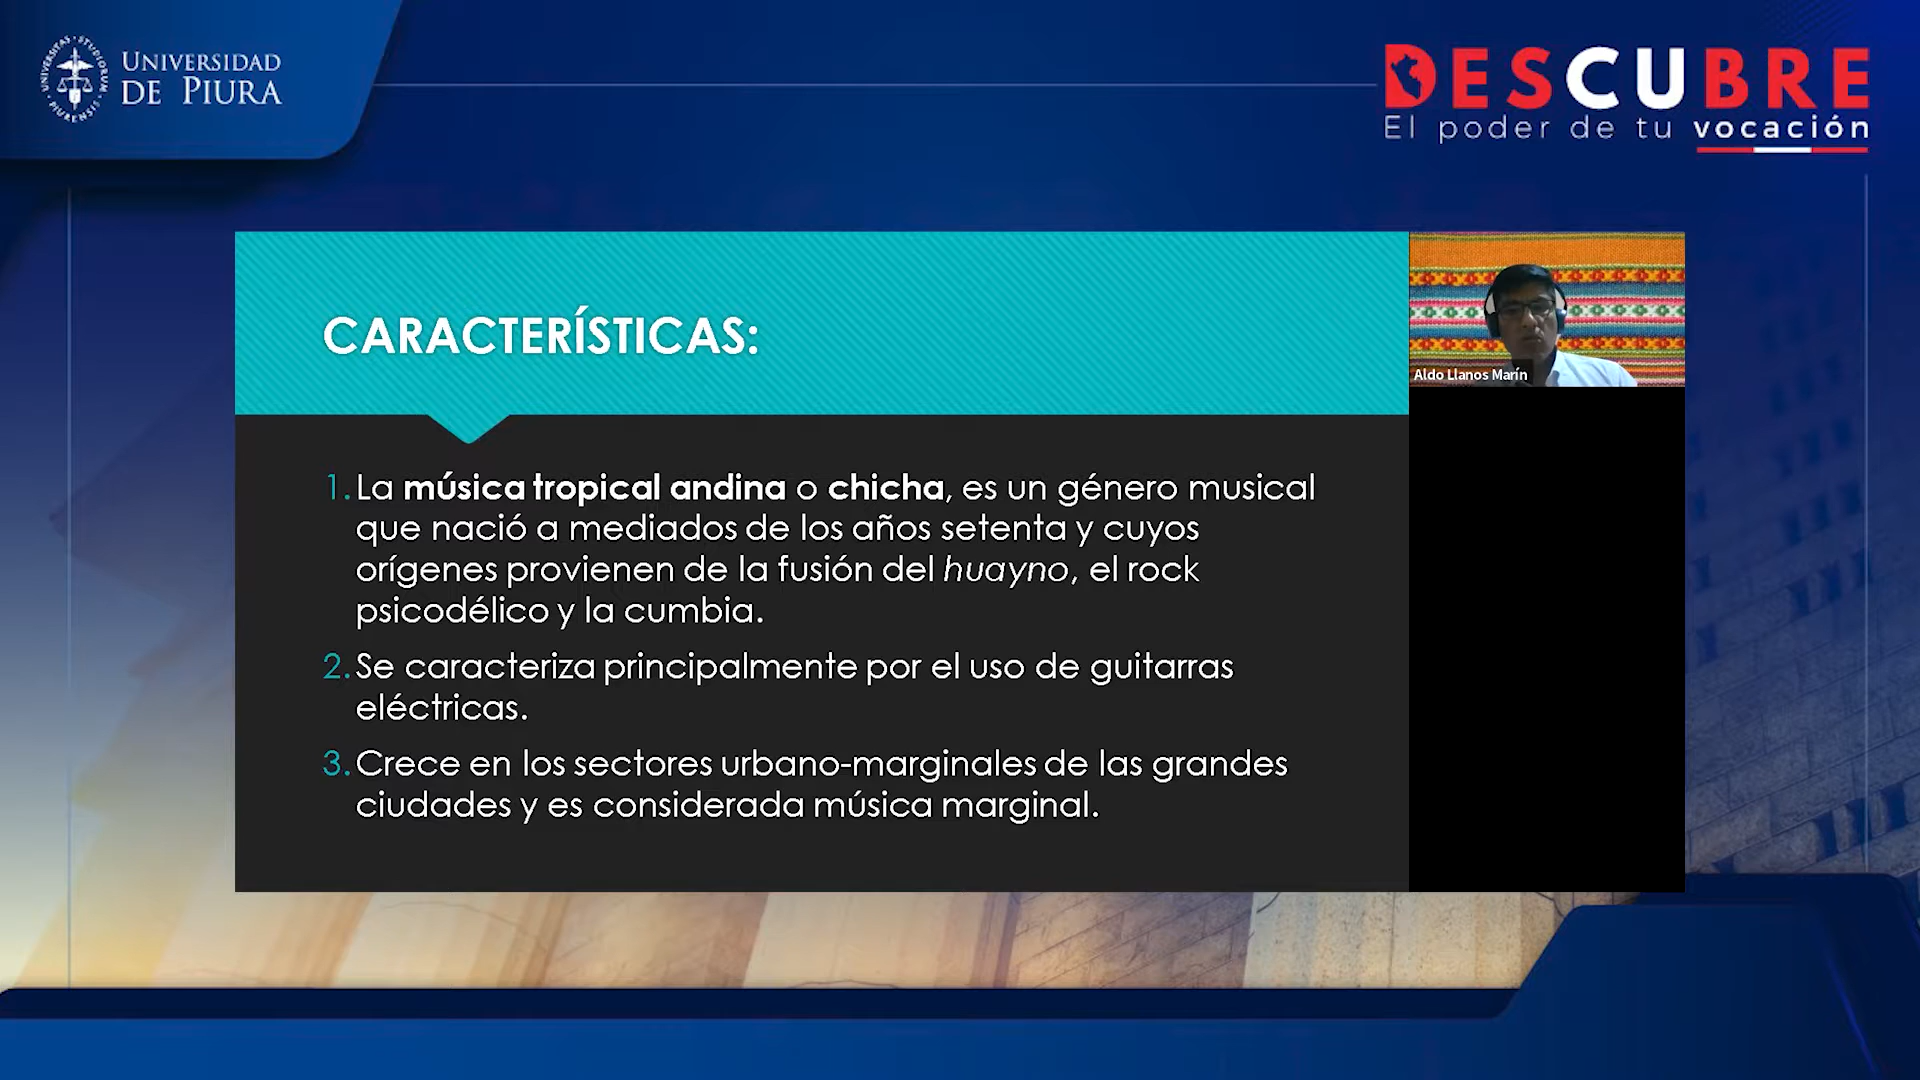 UNIVERSITAS · STUDIORUM · PIURENSIS
UNIVERSIDAD
DE PIURA
DESCUBRE
El poder de tu vocación
CARACTERÍSTICAS:
Aldo Llanos Marín
1. La música tropical andina o chicha, es un género musical
que nació a mediados de los años setenta y cuyos
orígenes provienen de la fusión del huayno, el rock
psicodélico y la cumbia.
2. Se caracteriza principalmente por el uso de guitarras
eléctricas.
3. Crece en los sectores urbano-marginales de las grandes
ciudades y es considerada música marginal.